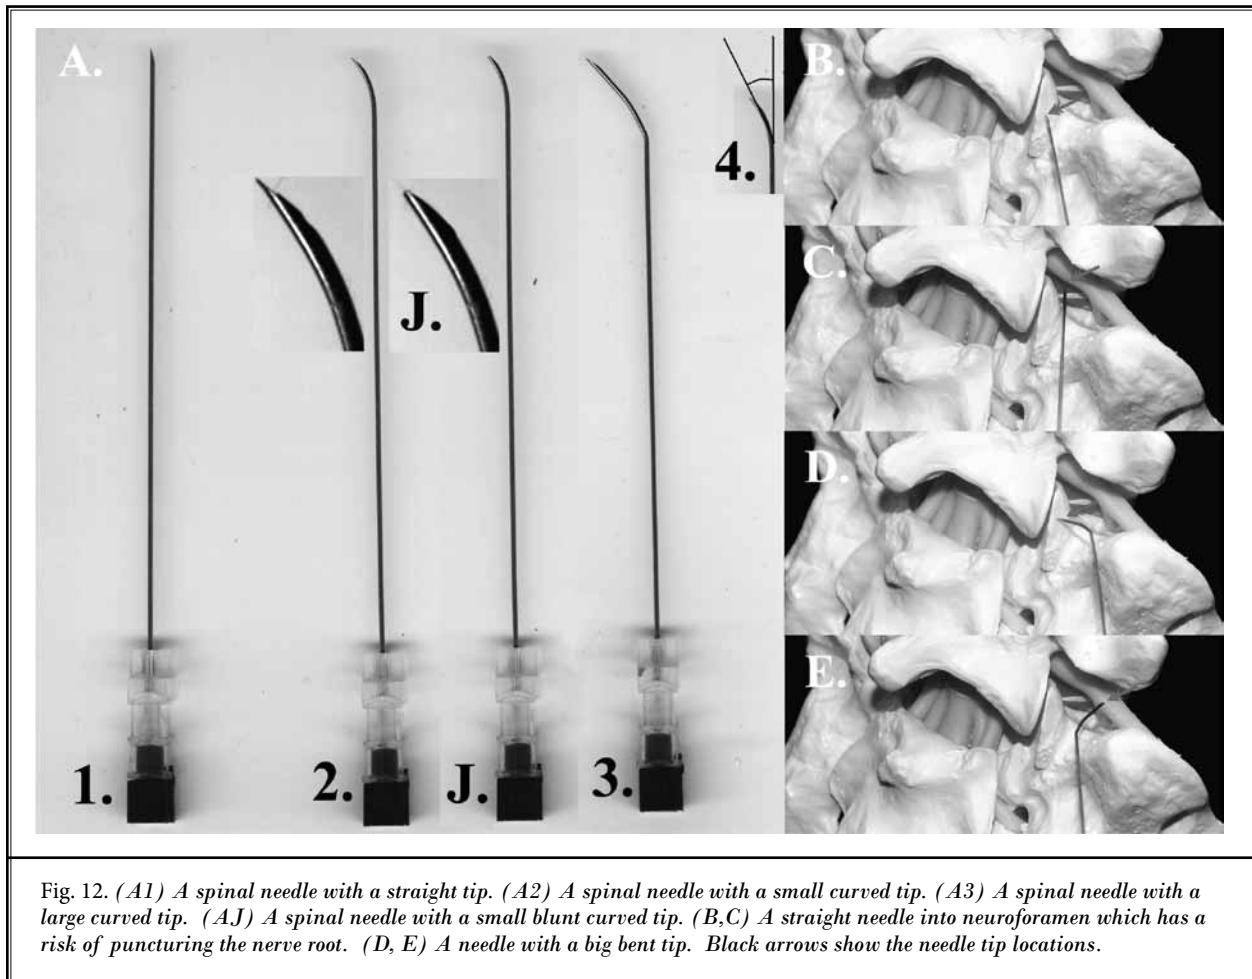 A.
B.
4.
C.
J.
D.
E.
1.
2.
J.
3.
Fig. 12. (A1) A spinal needle with a straight tip. (A2) A spinal needle with a small curved tip. (A3) A spinal needle with a
large curved tip. (AJ) A spinal needle with a small blunt curved tip. (B,C) A straight needle into neuroforamen which has a
risk of puncturing the nerve root. (D, E) A needle with a big bent tip. Black arrows show the needle tip locations.